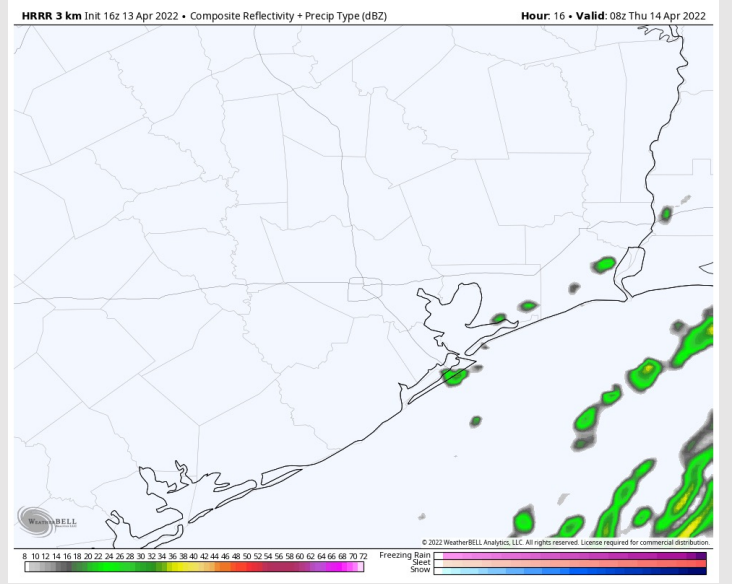 HRRR 3 km Init 16z 13 Apr 2022 • Composite Reflectivity + Precip Type (dBZ)
Hour: 16 • Valid: 08z Thu 14 Apr 2022
WeatherBELL
© 2022 WeatherBELL Analytics, LLC. All rights reserved. License required for commercial distribution.
8 10 12 14 16 18 20 22 24 26 28 30 32 34 36 38 40 42 44 46 48 50 52 54 56 58 60 62 64 66 68 70 72
Freezing Rain
Sleet
Snow